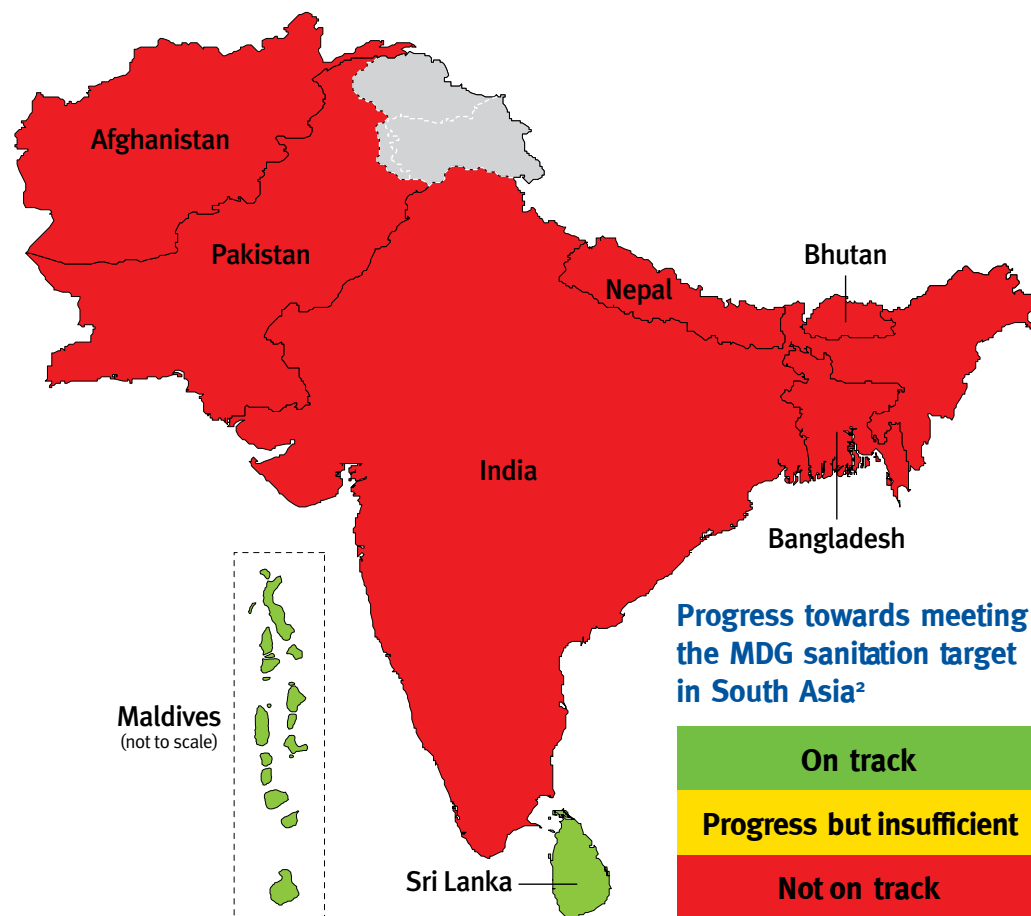 Afghanistan
Pakistan
Nepal
Bhutan
India
Bangladesh
Maldives
(not to scale)
Sri Lanka
Progress towards meeting
the MDG sanitation target
in South Asia²
On track
Progress but insufficient
Not on track